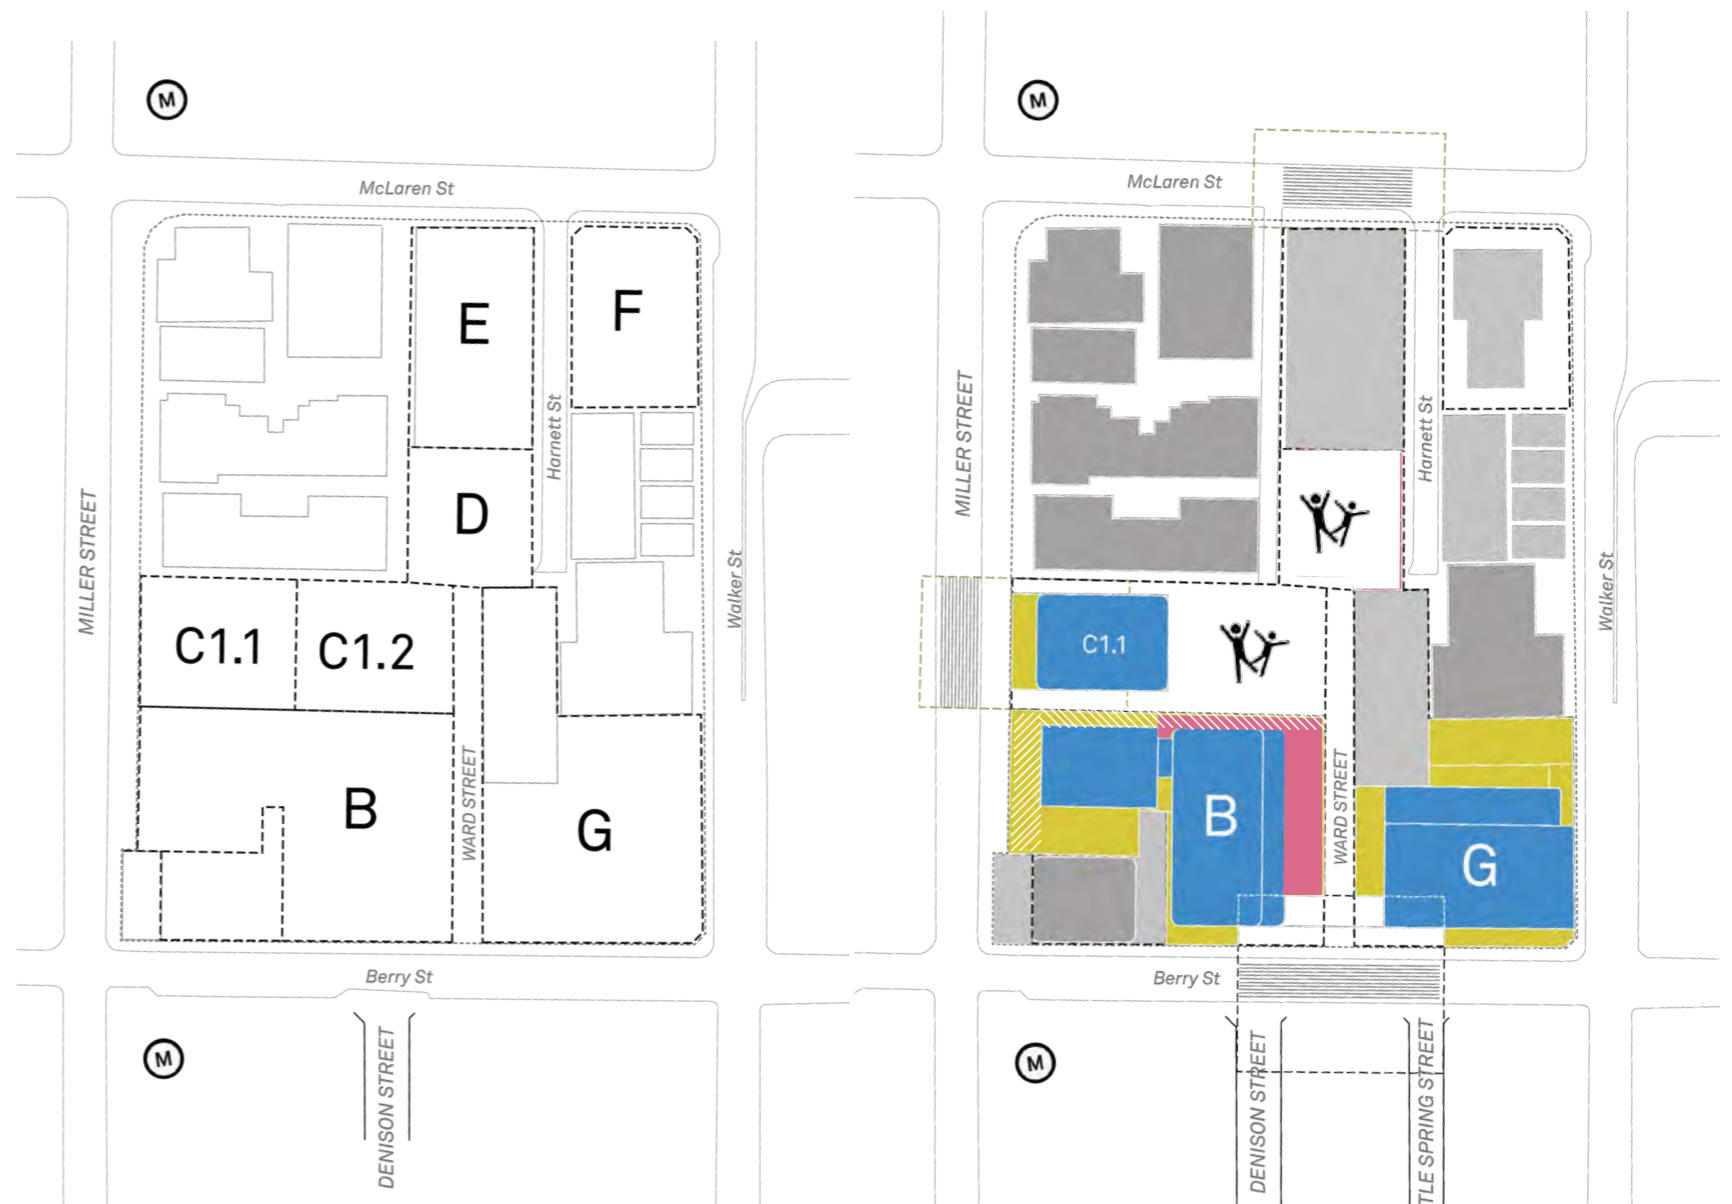 M
McLaren St
E
F
Harnett St
D
MILLER STREET
Walker St
C1.1
C1.2
B
WARD STREET
G
Berry St
M
DENISON STREET
M
McLaren St
MILLER STREET
Harnett St
Walker St
C1.1
B
WARD STREET
G
Berry St
M
DENISON STREET
TLE SPRING STREET